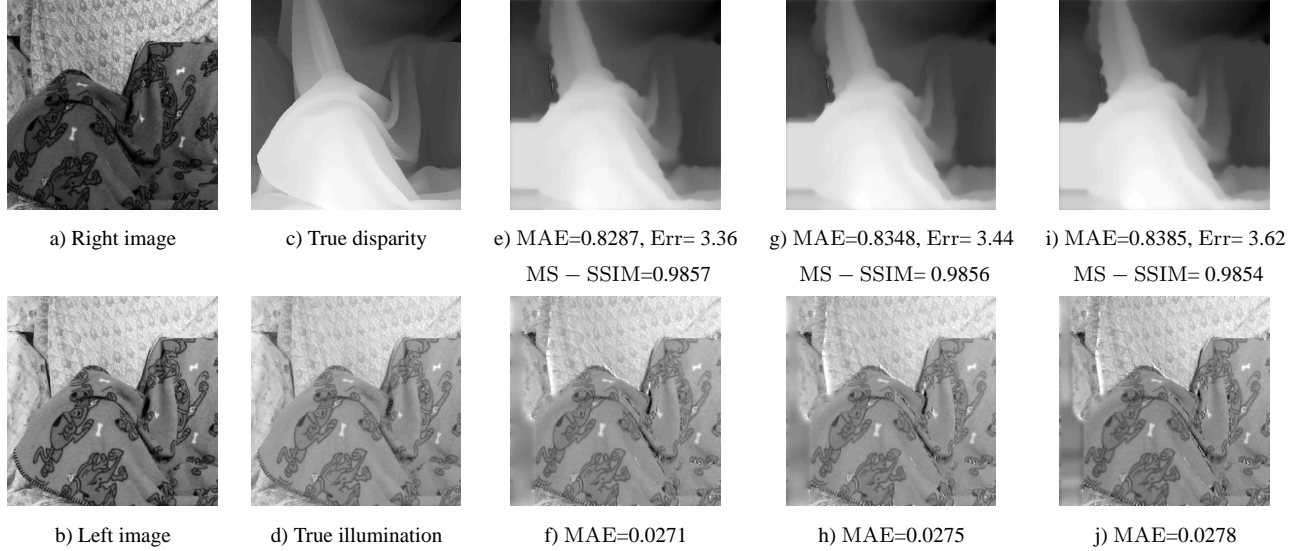 a) Right image
c) True disparity
e) MAE=0.8287, Err= 3.36
MS − SSIM=0.9857
g) MAE=0.8348, Err= 3.44
MS − SSIM= 0.9856
i) MAE=0.8385, Err= 3.62
MS − SSIM= 0.9854
b) Left image
d) True illumination
f) MAE=0.0271
h) MAE=0.0275
j) MAE=0.0278